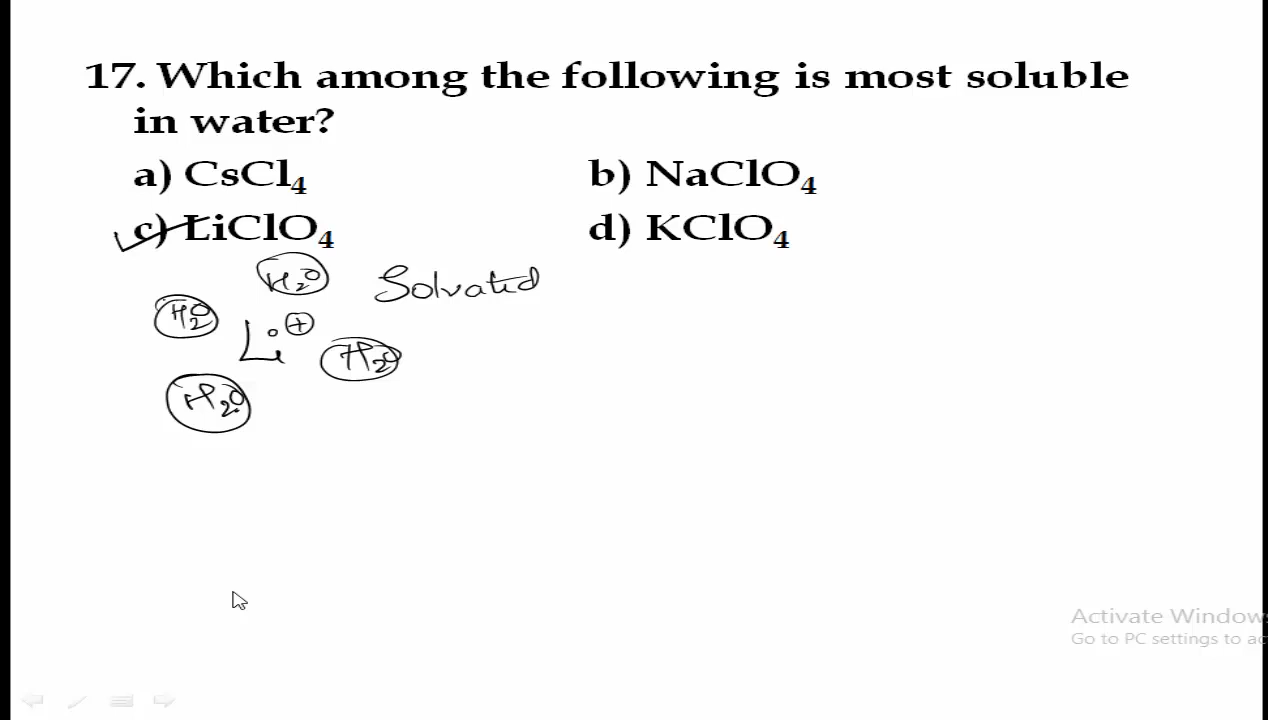 17. Which among the following is most soluble
in water?
a) CsCl₄ b) NaClO₄
c) LiClO₄ d) KClO₄
H₂O Solvated
H₂O
Li⊕
H₂O
H₂O
Activate Windows
Go to PC settings to ac